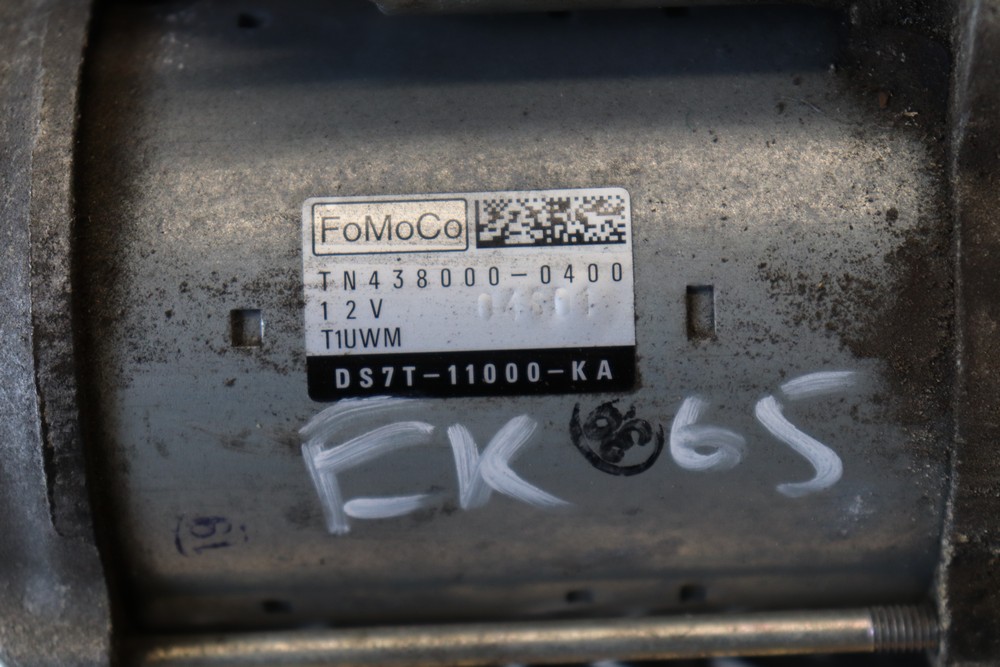 FoMoCo
TN438000-0400
12V
T1UWM
DS7T-11000-KA
EK 65